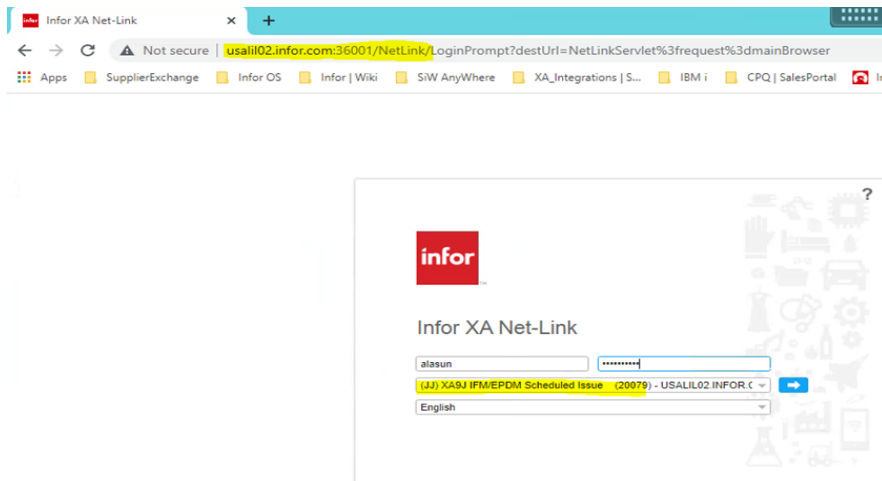 Infor XA Net-Link
Not secure usalil02.infor.com:36001/NetLink/LoginPrompt?destUrl=NetLinkServlet%3frequest%3dmainBrowser
Apps SupplierExchange Infor OS Infor | Wiki SiW AnyWhere XA_Integrations | S... IBM i CPQ | SalesPortal
?
infor
Infor XA Net-Link
alasun ••••••••••
(JJ) XA9J IFM/EPDM Scheduled Issue (20079) - USALIL02.INFOR.C
English